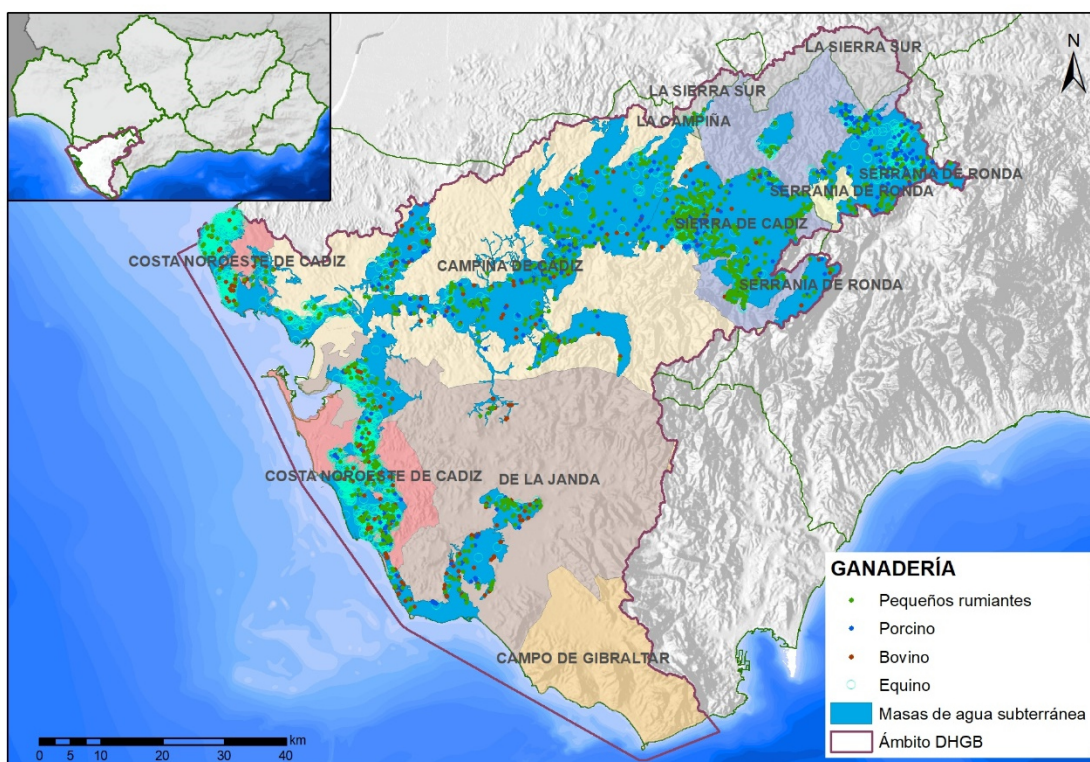 N
LA SIERRA SUR
LA SIERRA SUR
LA CAMPIÑA
SERRANIA DE RONDA
SERRANIA DE RONDA
SIERRA DE CADIZ
COSTA NOROESTE DE CADIZ
CAMPIÑA DE CADIZ
SERRANIA DE RONDA
COSTA NOROESTE DE CADIZ
DE LA JANDA
CAMPO DE GIBRALTAR
GANADERÍA
Pequeños rumiantes
Porcino
Bovino
Equino
Masas de agua subterránea
Ámbito DHGB
km
0 5 10 20 30 40